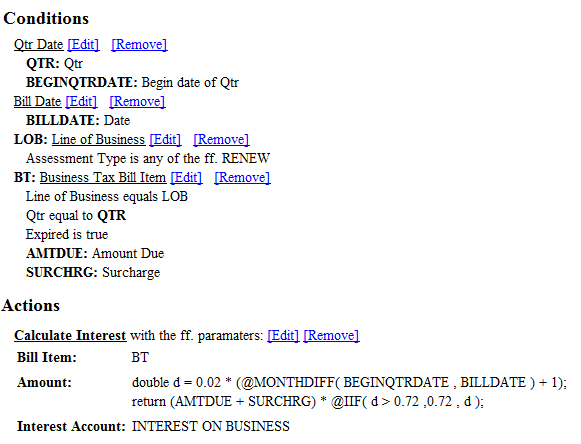 Conditions
Qtr Date [Edit] [Remove]
QTR: Qtr
BEGINQTRDATE: Begin date of Qtr
Bill Date [Edit] [Remove]
BILLDATE: Date
LOB: Line of Business [Edit] [Remove]
Assessment Type is any of the ff. RENEW
BT: Business Tax Bill Item [Edit] [Remove]
Line of Business equals LOB
Qtr equal to QTR
Expired is true
AMTDUE: Amount Due
SURCHRG: Surcharge
Actions
Calculate Interest with the ff. paramaters: [Edit] [Remove]
Bill Item: BT
Amount: double d = 0.02 * (@MONTHDIFF( BEGINQTRDATE , BILLDATE ) + 1);
return (AMTDUE + SURCHRG) * @IIF( d > 0.72 ,0.72 , d );
Interest Account: INTEREST ON BUSINESS